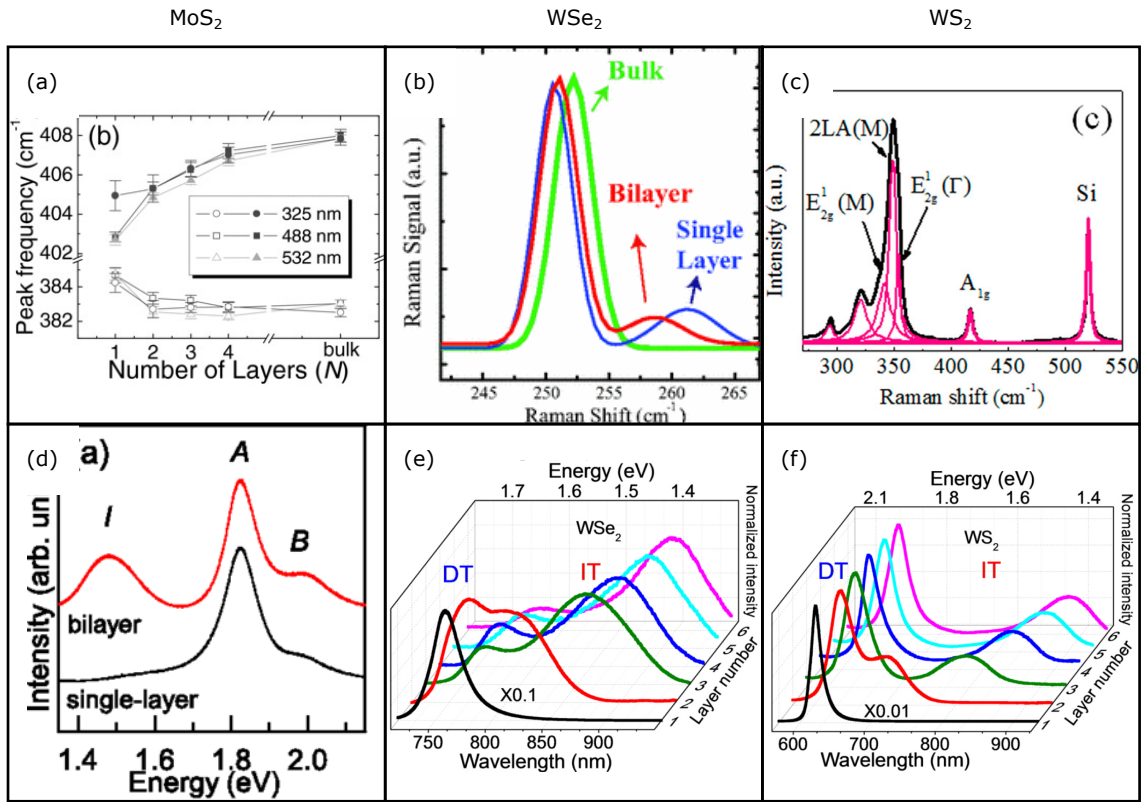 MoS₂
WSe₂
WS₂
(a)
(b)
Peak frequency (cm⁻¹)
408
406
404
402
384
382
325 nm
488 nm
532 nm
1
2
3
4
bulk
Number of Layers (N)
(b)
Raman Signal (a.u.)
Bulk
Bilayer
Single
Layer
245
250
255
260
265
Raman Shift (cm⁻¹)
(c)
(c)
Intensity (a.u.)
2LA(M)
E¹₂g(M)
E¹₂g(Γ)
A₁g
Si
300
350
400
450
500
550
Raman shift (cm⁻¹)
(d)
a)
Intensity (arb. un
I
A
B
bilayer
single-layer
1.4
1.6
1.8
2.0
Energy (eV)
(e)
Energy (eV)
1.7
1.6
1.5
1.4
Normalized intensity
WSe₂
DT
IT
X0.1
1
2
3
4
5
6
Layer number
750
800
850
900
Wavelength (nm)
(f)
Energy (eV)
2.1
1.8
1.6
1.4
Normalized intensity
WS₂
DT
IT
X0.01
1
2
3
4
5
6
Layer number
600
700
800
900
Wavelength (nm)